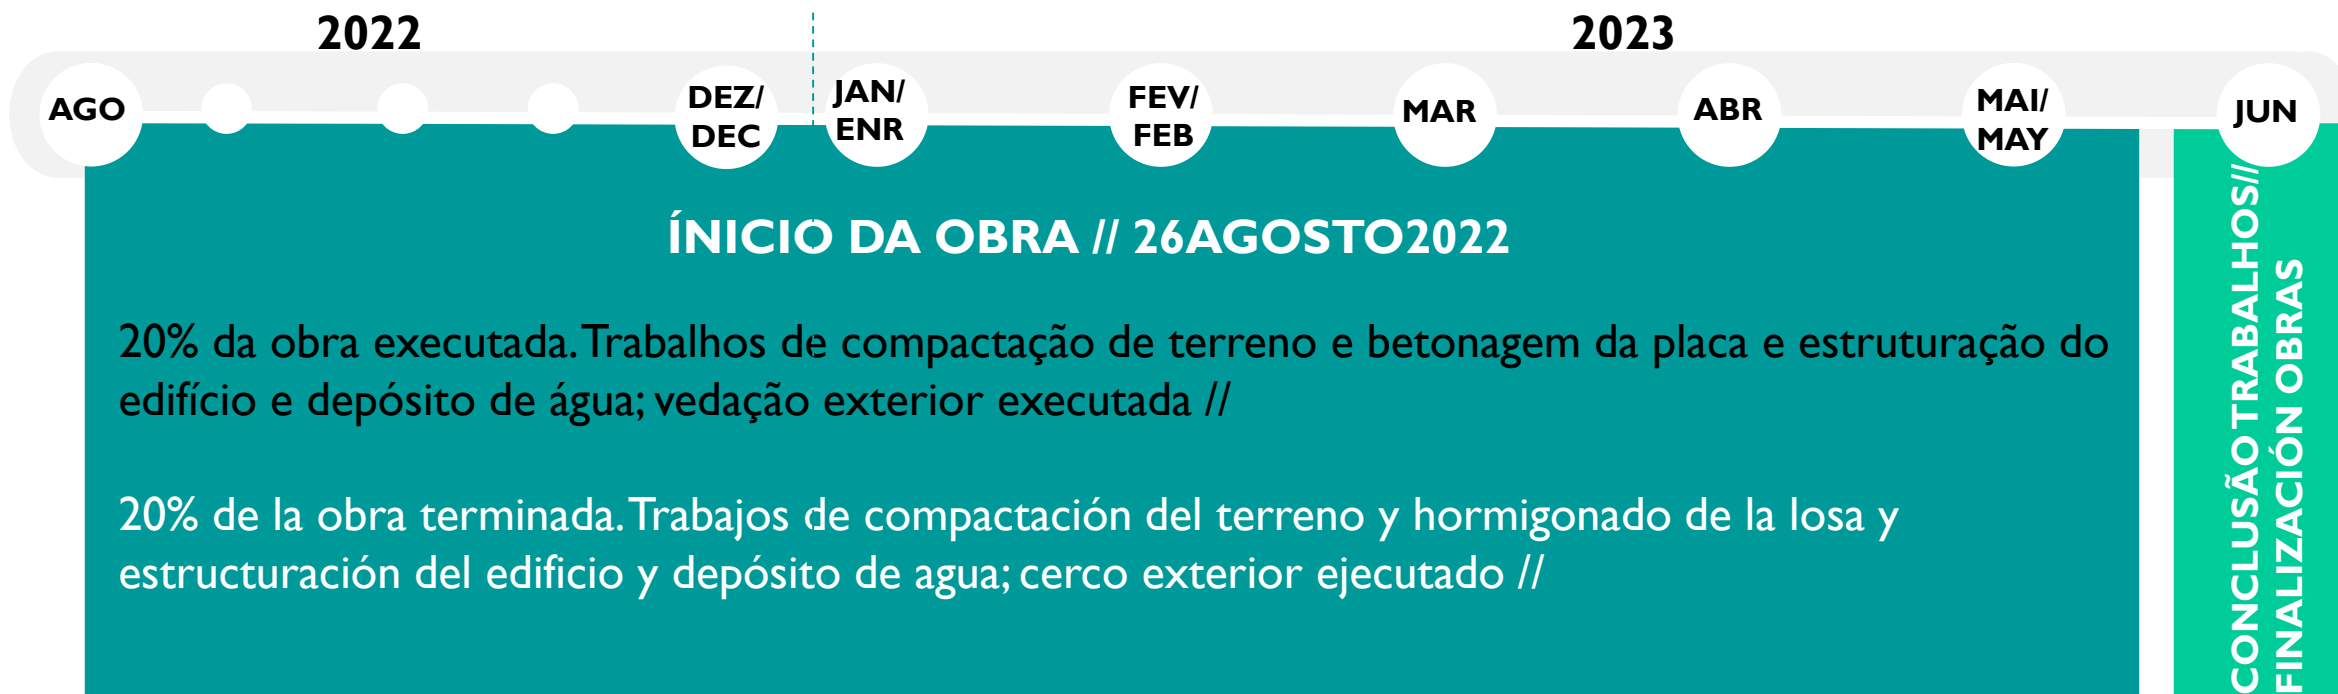 2022
2023
AGO
DEZ/
DEC
JAN/
ENR
FEV/
FEB
MAR
ABR
MAI/
MAY
JUN
ÍNICIO DA OBRA // 26AGOSTO2022
20% da obra executada. Trabalhos de compactação de terreno e betonagem da placa e estruturação do
edifício e depósito de água; vedação exterior executada //
20% de la obra terminada. Trabajos de compactación del terreno y hormigonado de la losa y
estructuración del edificio y depósito de agua; cerco exterior ejecutado //
CONCLUSÃO TRABALHOS//
FINALIZACIÓN OBRAS